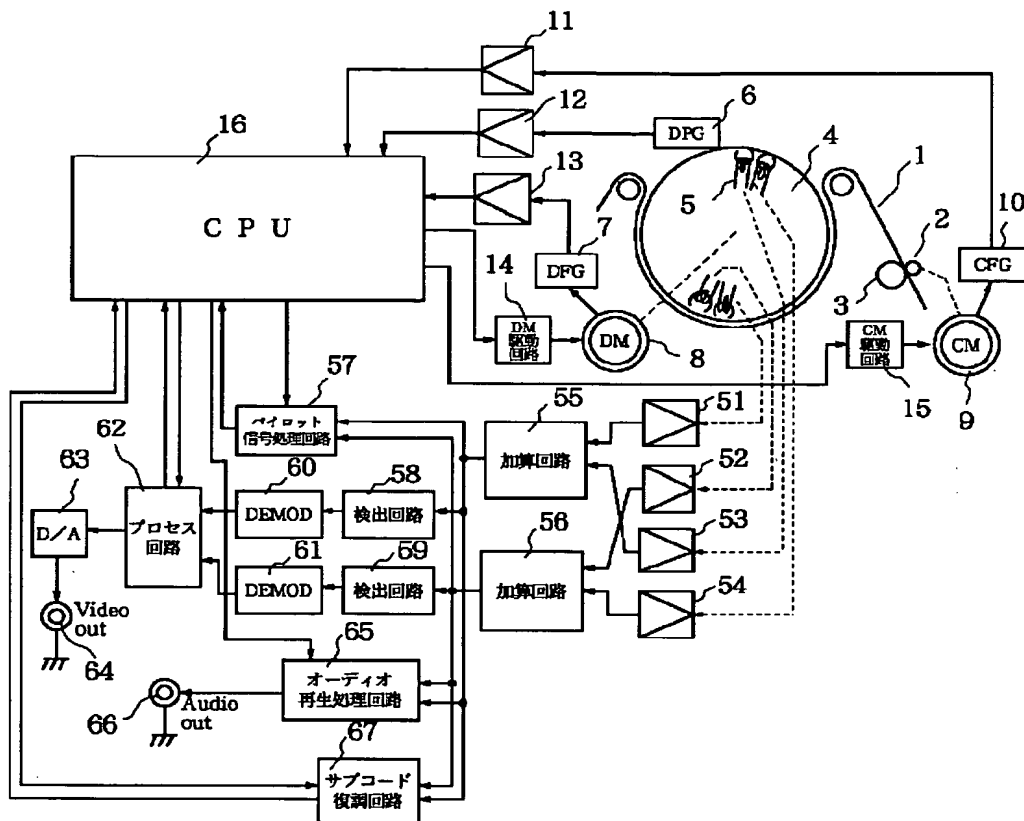 11
12
6
DPG
4
16
13
5
1
10
CPU
7
2
CFG
DFG
3
14
DM
駆動
回路
DM
8
CM
駆動
回路
CM
15
9
57
パイロット
信号処理回路
55
加算回路
51
52
53
54
62
63
60
58
DEMOD
検出回路
D/A
プロセス
回路
61
59
DEMOD
検出回路
56
加算回路
Video
out
64
65
オーディオ
再生処理回路
66
Audio
out
67
サブコード
復調回路